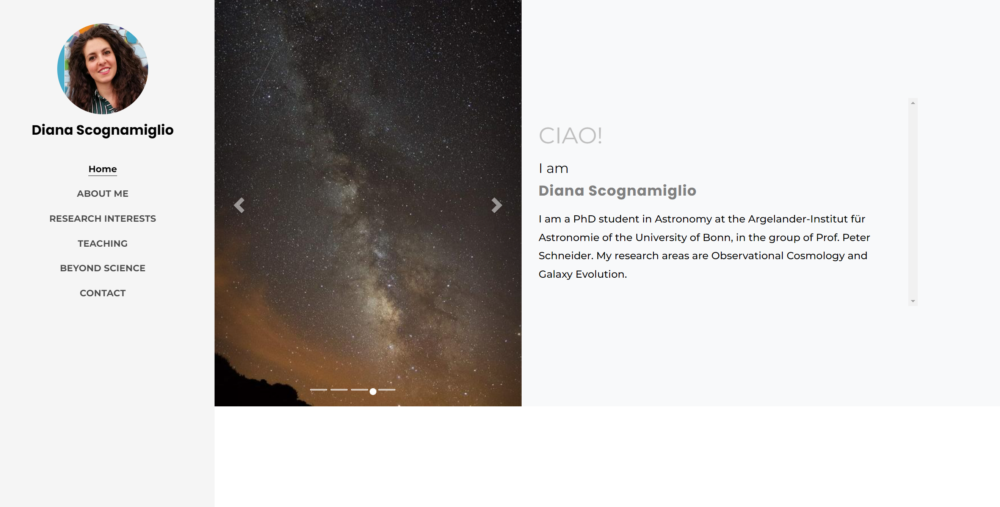 Diana Scognamiglio
Home
ABOUT ME
RESEARCH INTERESTS
TEACHING
BEYOND SCIENCE
CONTACT
CIAO!
I am
Diana Scognamiglio
I am a PhD student in Astronomy at the Argelander-Institut für
Astronomie of the University of Bonn, in the group of Prof. Peter
Schneider. My research areas are Observational Cosmology and
Galaxy Evolution.